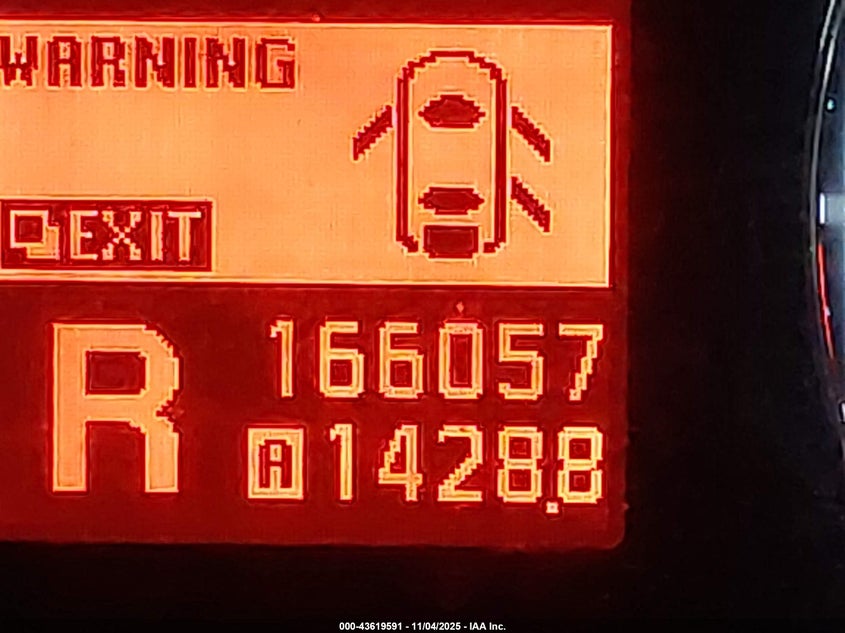 WARNING
EXIT
R 166057
A 1428.8
000-43619591 - 11/04/2025 - IAA Inc.